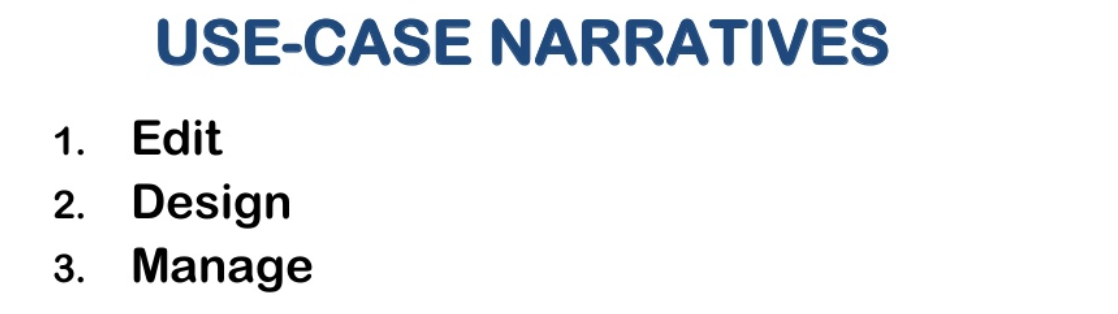 USE-CASE NARRATIVES
1. Edit
2. Design
3. Manage